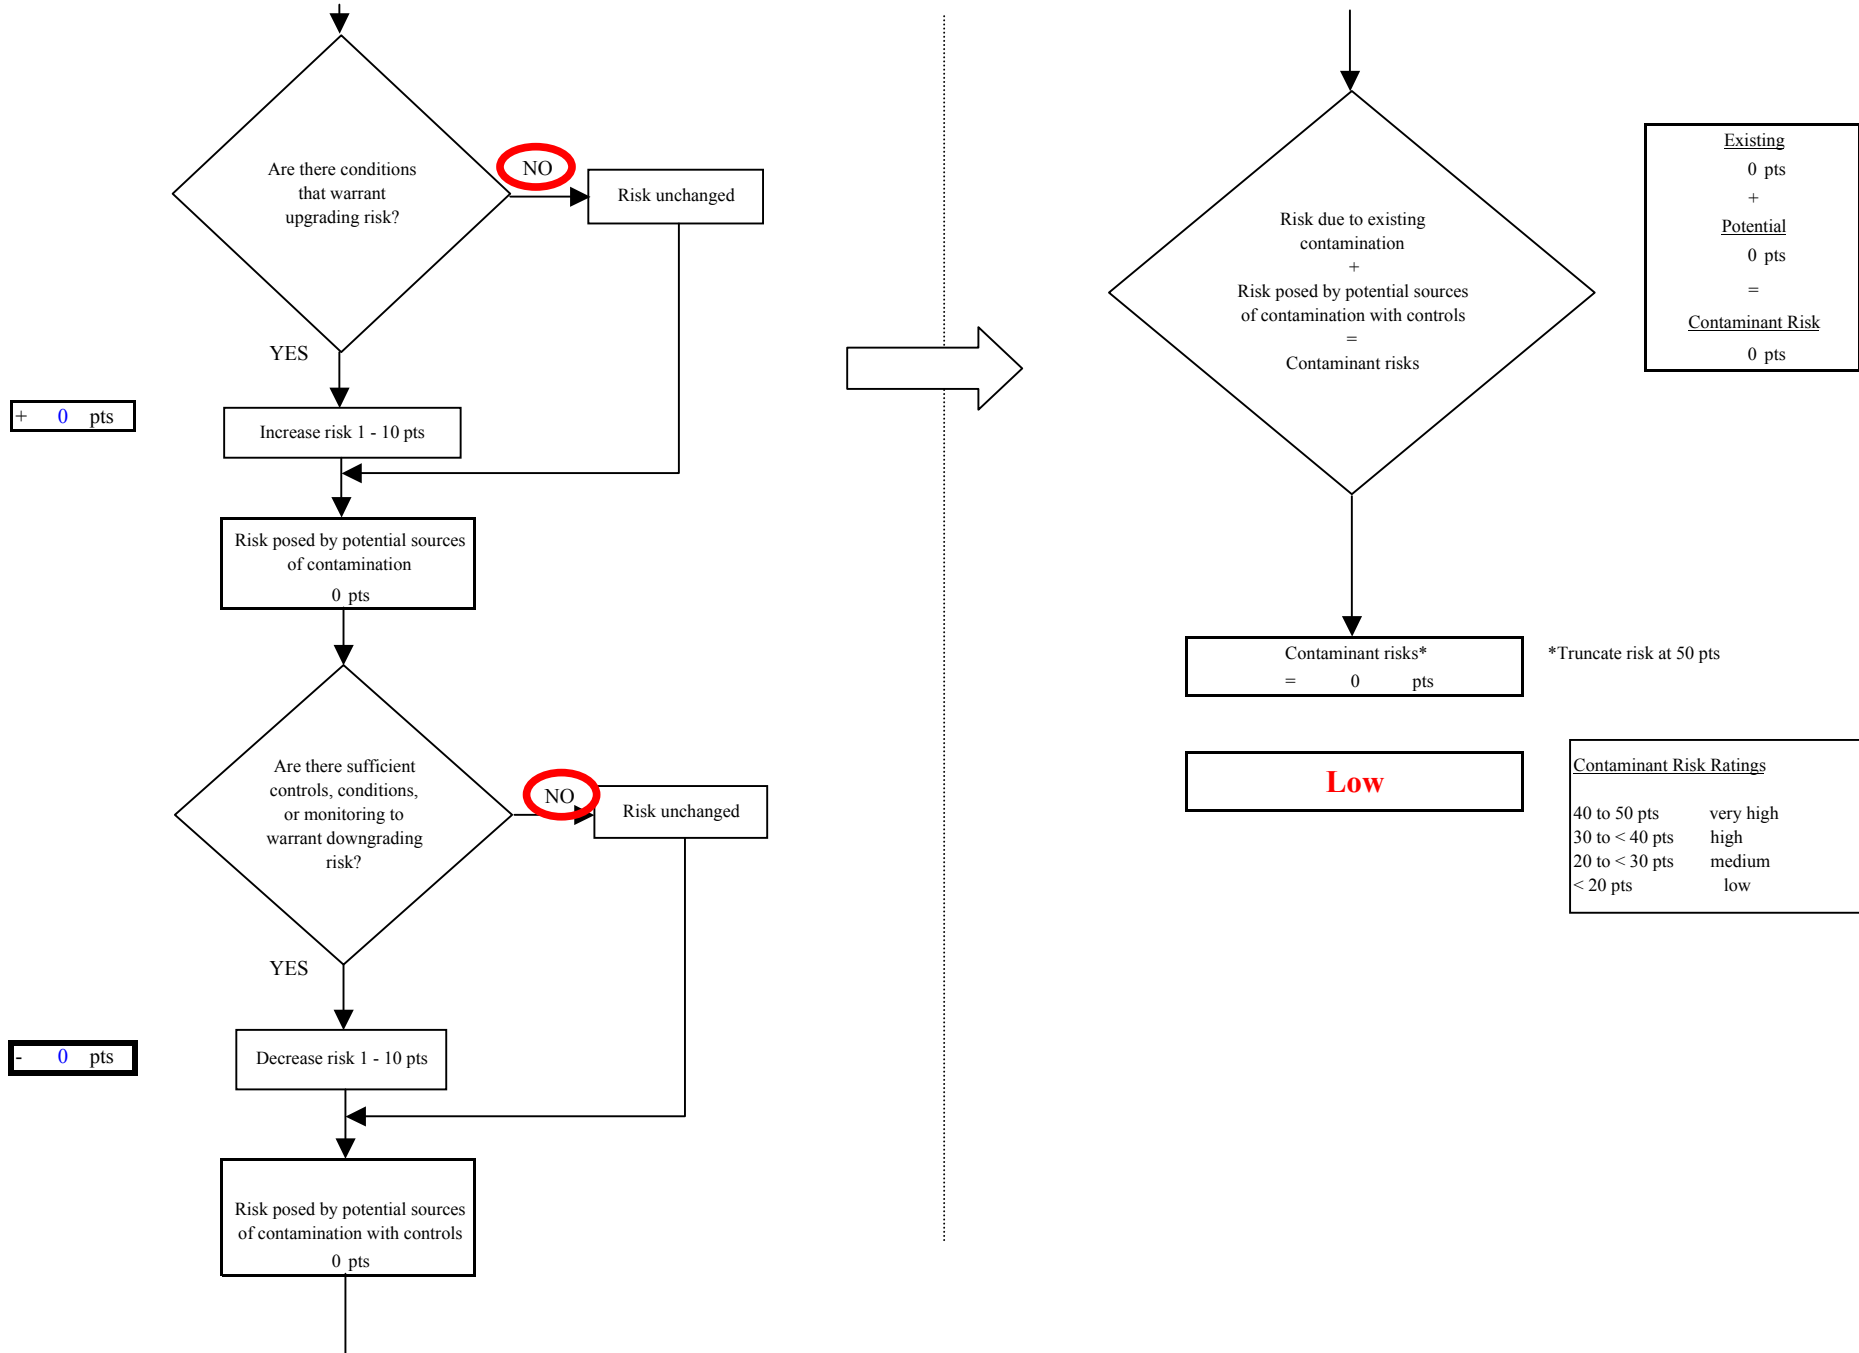 Are there conditions
that warrant
upgrading risk?
NO
Risk unchanged
YES
+ 0 pts
Increase risk 1 - 10 pts
Risk posed by potential sources
of contamination
0 pts
Are there sufficient
controls, conditions,
or monitoring to
warrant downgrading
risk?
NO
Risk unchanged
YES
- 0 pts
Decrease risk 1 - 10 pts
Risk posed by potential sources
of contamination with controls
0 pts
Risk due to existing
contamination
+
Risk posed by potential sources
of contamination with controls
=
Contaminant risks
Existing
0 pts
+
Potential
0 pts
=
Contaminant Risk
0 pts
Contaminant risks*
= 0 pts
*Truncate risk at 50 pts
Low
Contaminant Risk Ratings
40 to 50 pts very high
30 to < 40 pts high
20 to < 30 pts medium
< 20 pts low